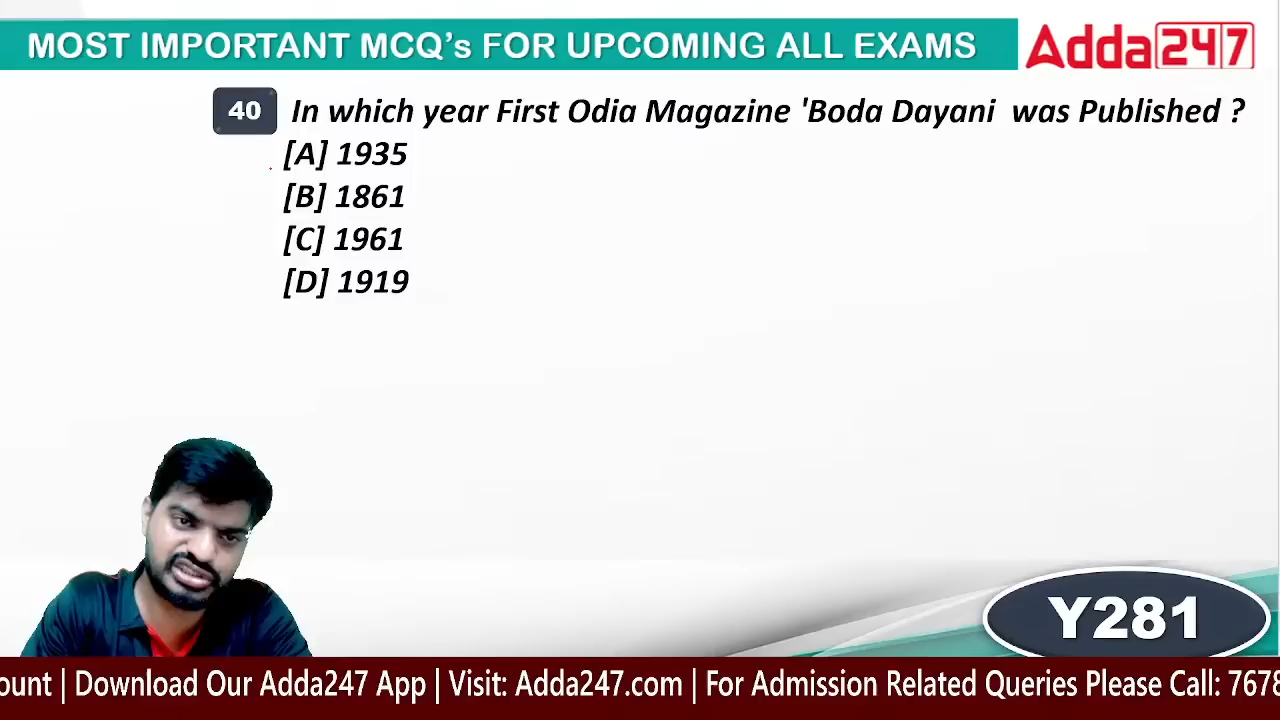 MOST IMPORTANT MCQ's FOR UPCOMING ALL EXAMS
Adda247
40 In which year First Odia Magazine 'Boda Dayani was Published ?
[A] 1935
[B] 1861
[C] 1961
[D] 1919
Y281
ount | Download Our Adda247 App | Visit: Adda247.com | For Admission Related Queries Please Call: 7678